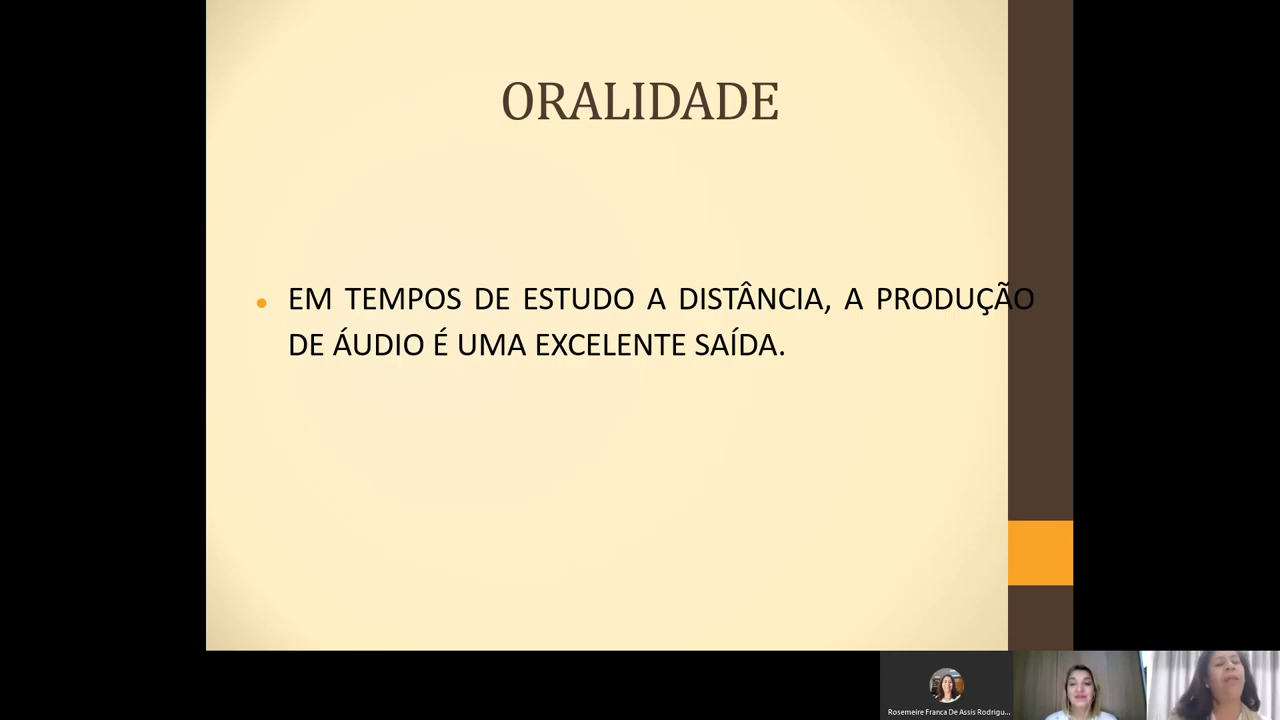 ORALIDADE
• EM TEMPOS DE ESTUDO A DISTÂNCIA, A PRODUÇÃO
DE ÁUDIO É UMA EXCELENTE SAÍDA.
Rosemeire Franca De Assis Rodrigu...